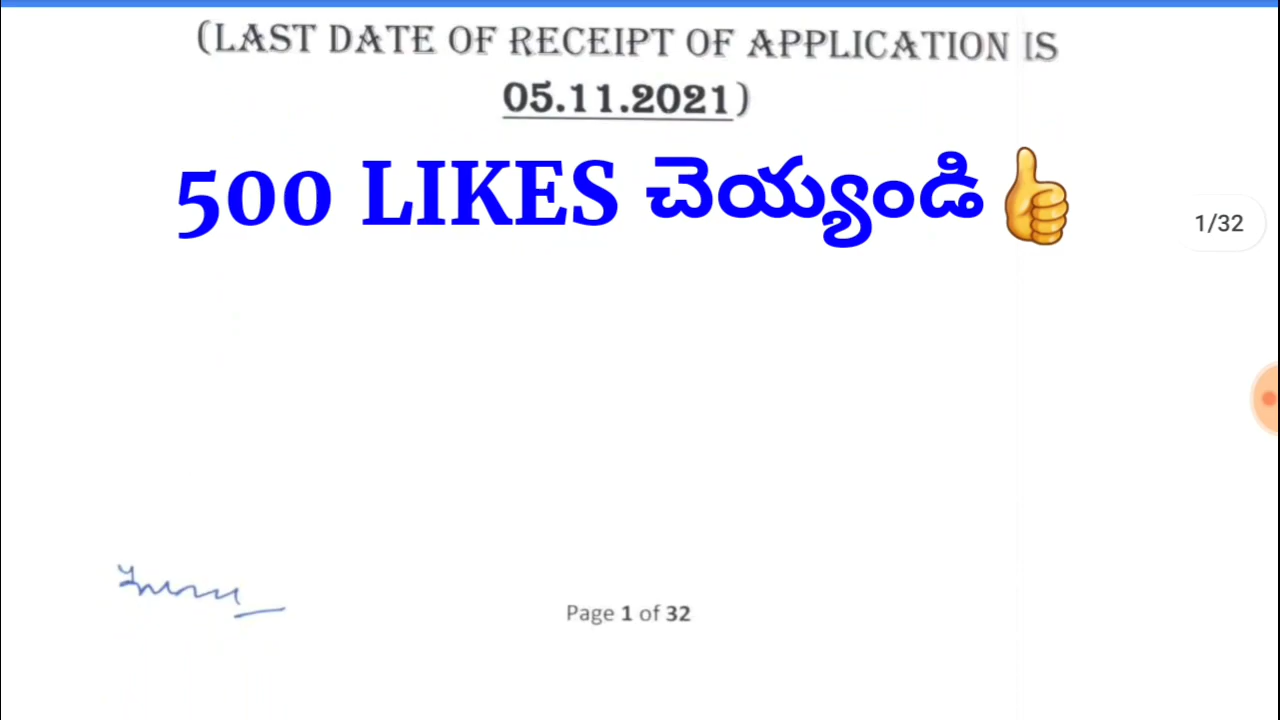 (LAST DATE OF RECEIPT OF APPLICATION IS
05.11.2021)
500 LIKES చెయ్యండి👍
1/32
Page 1 of 32